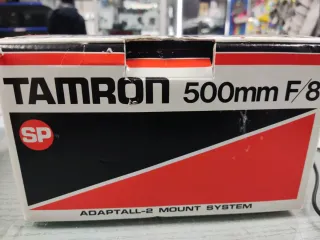 TAMRON 500mm F/8
SP
ADAPTALL-2 MOUNT SYSTEM